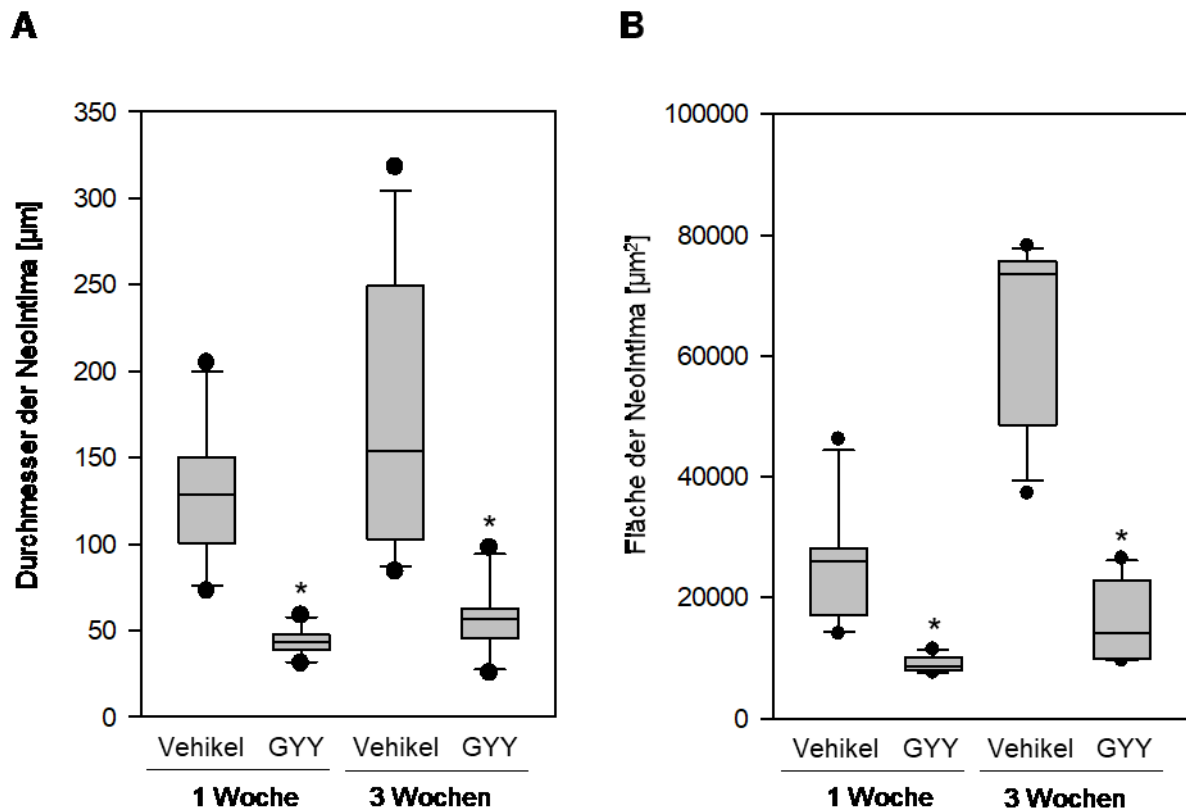 A
Durchmesser der Neointima [µm]
350
300
250
200
150
100
50
0
*
*
Vehikel GYY Vehikel GYY
1 Woche 3 Wochen
B
Fläche der Neointima [µm²]
100000
80000
60000
40000
20000
0
*
*
Vehikel GYY Vehikel GYY
1 Woche 3 Wochen